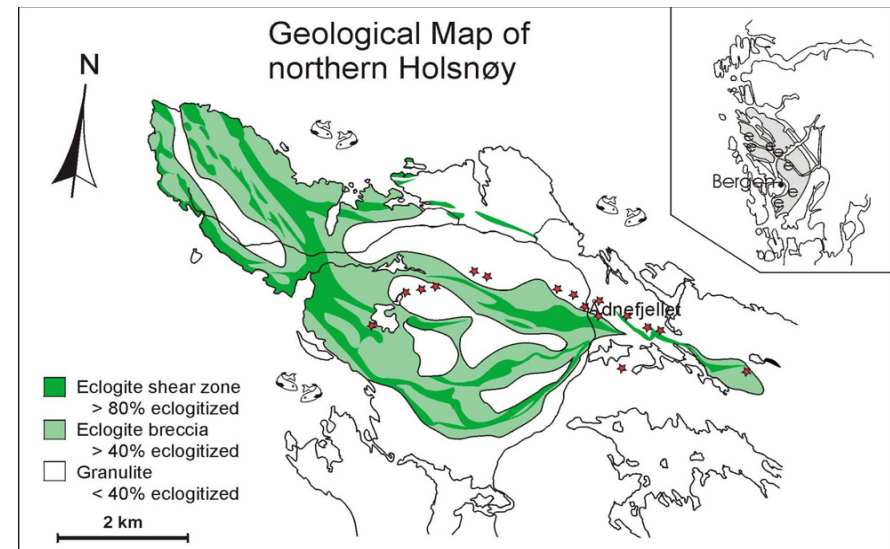 Geological Map of
northern Holsnøy
N
Bergen
Adnefjellet
Eclogite shear zone
> 80% eclogitized
Eclogite breccia
> 40% eclogitized
Granulite
< 40% eclogitized
2 km